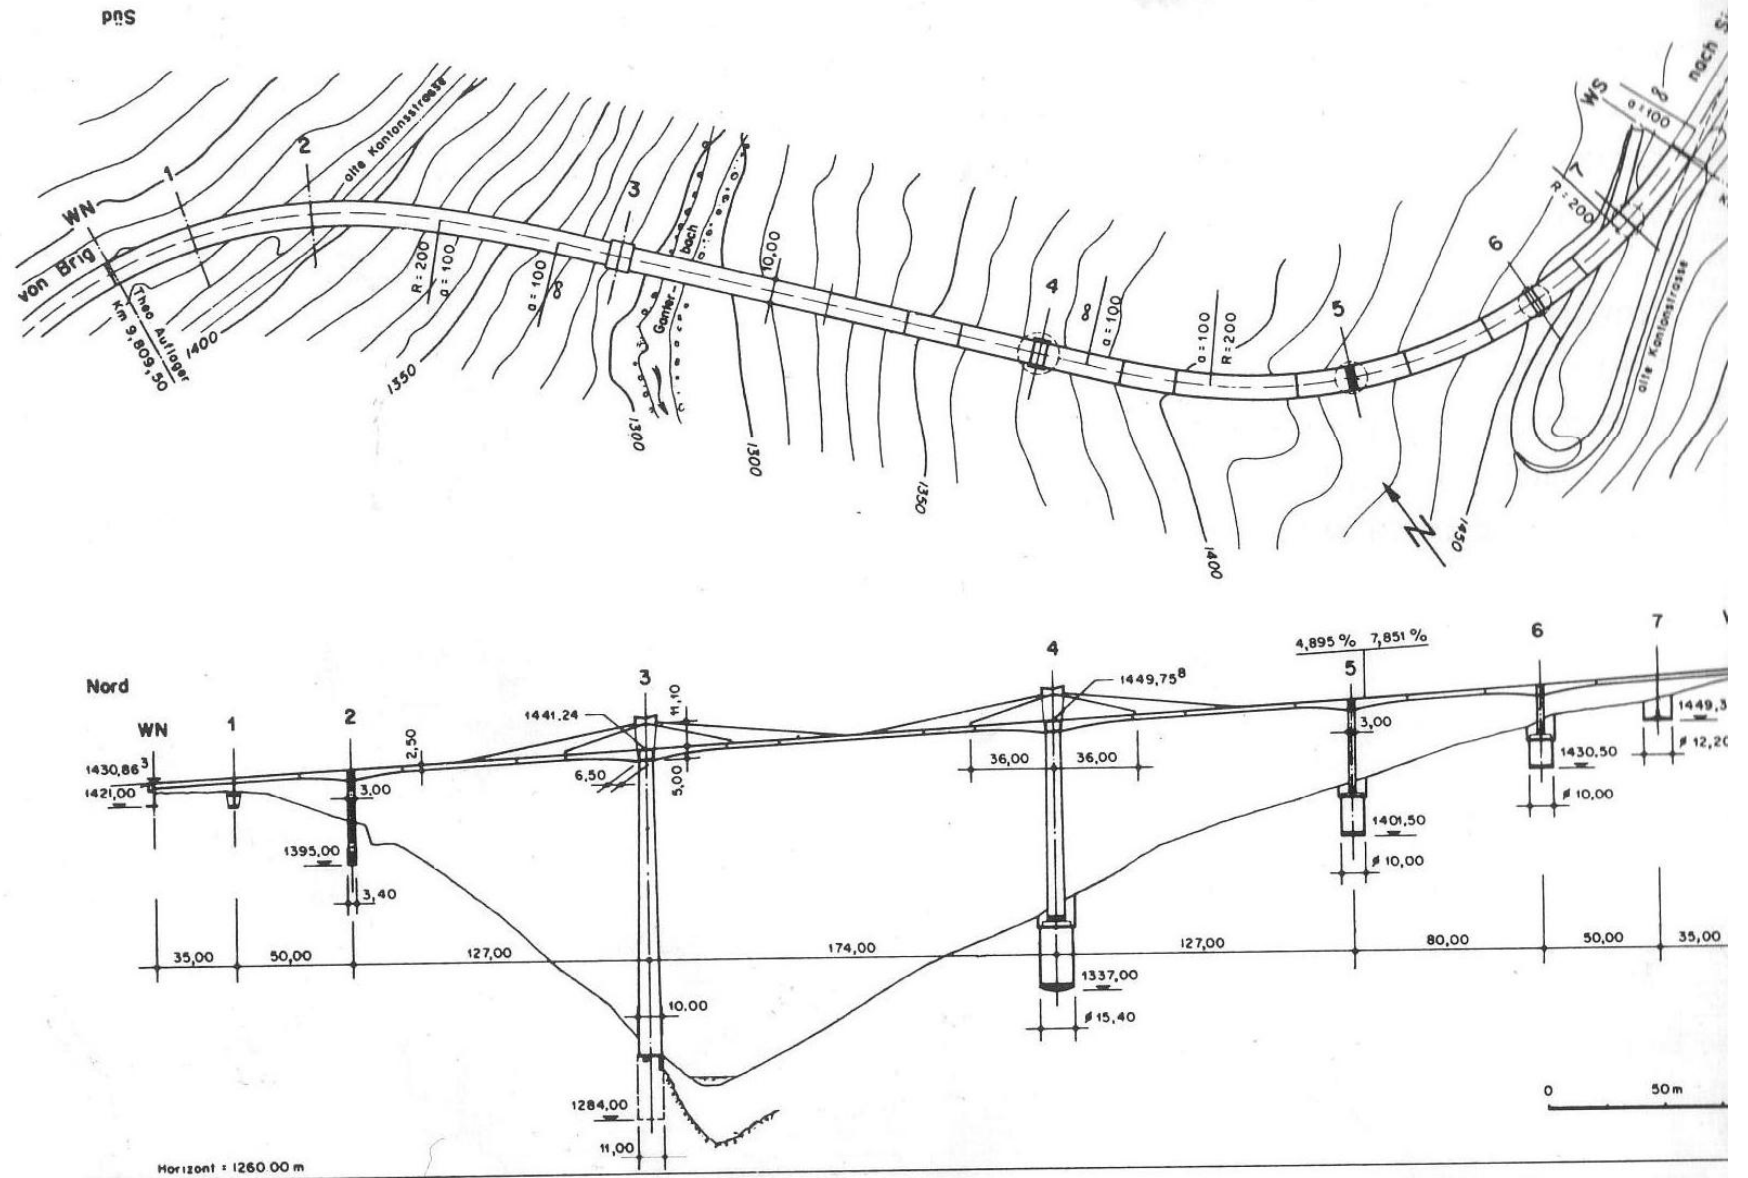 Süd
nach
WS
∞
a=100
alte Kantonsstrasse
2
1
WN
von Brig
Theo Auflager
Km 9,809,50
1400
1350
R=200
a=100
a=100
∞
3
Ganter-
bach
1300
10,00
1300
1350
4
∞
a=100
a=100
R=200
5
6
7
R=200
alte Kantonsstrasse
1400
1450
N
Nord
WN
1
2
3
4
5
6
7
4,895 % 7,851 %
1430,86³
1421,00
2,50
3,00
1395,00
3,40
1441.24
11,10
6,50
5,00
1449,75⁸
36,00
36,00
3,00
1401,50
ø 10,00
1430,50
ø 10,00
1449,3
ø 12,20
35,00
50,00
127,00
174,00
127,00
80,00
50,00
35,00
10.00
1337,00
ø 15,40
1284,00
11,00
0
50m
Horizont = 1260.00 m